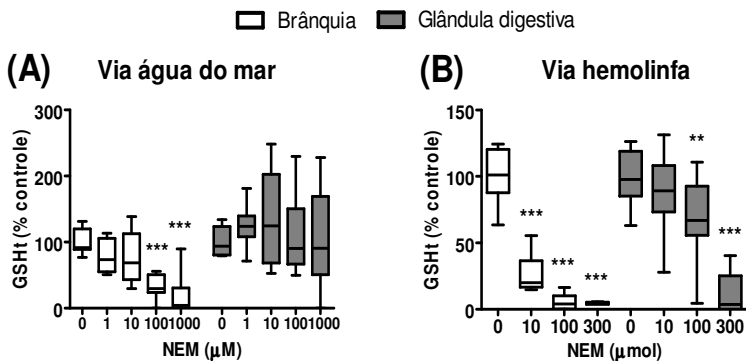 Brânquia Glândula digestiva
(A) Via água do mar
GSHt (% controle)
300
200
100
0
*** ***
0 1 10 100 1000 0 1 10 100 1000
NEM (µM)
(B) Via hemolinfa
GSHt (% controle)
150
100
50
0
*** *** *** ** ***
0 10 100 300 0 10 100 300
NEM (µmol)